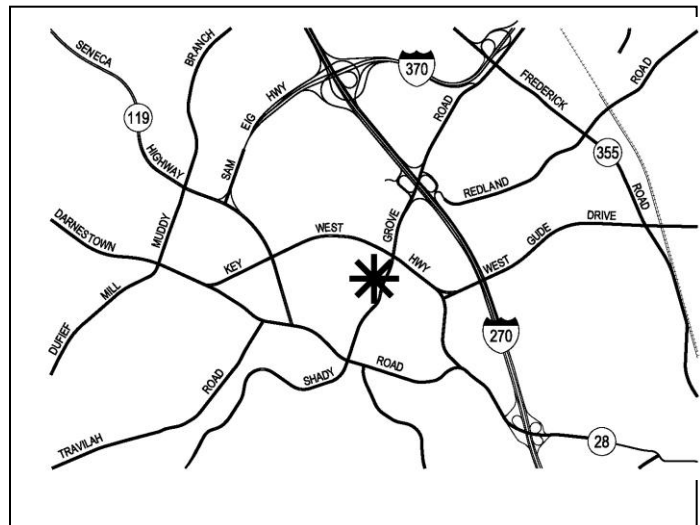 SENECA
119
HIGHWAY
BRANCH
MUDDY
SAM
EIG
HWY
370
FREDERICK
355
ROAD
ROAD
REDLAND
ROAD
GROVE
SHADY
DARNESTOWN
ROAD
KEY
WEST
HWY
WEST
GUDE
DRIVE
DUFIEF
MILL
270
TRAVILAH
ROAD
28